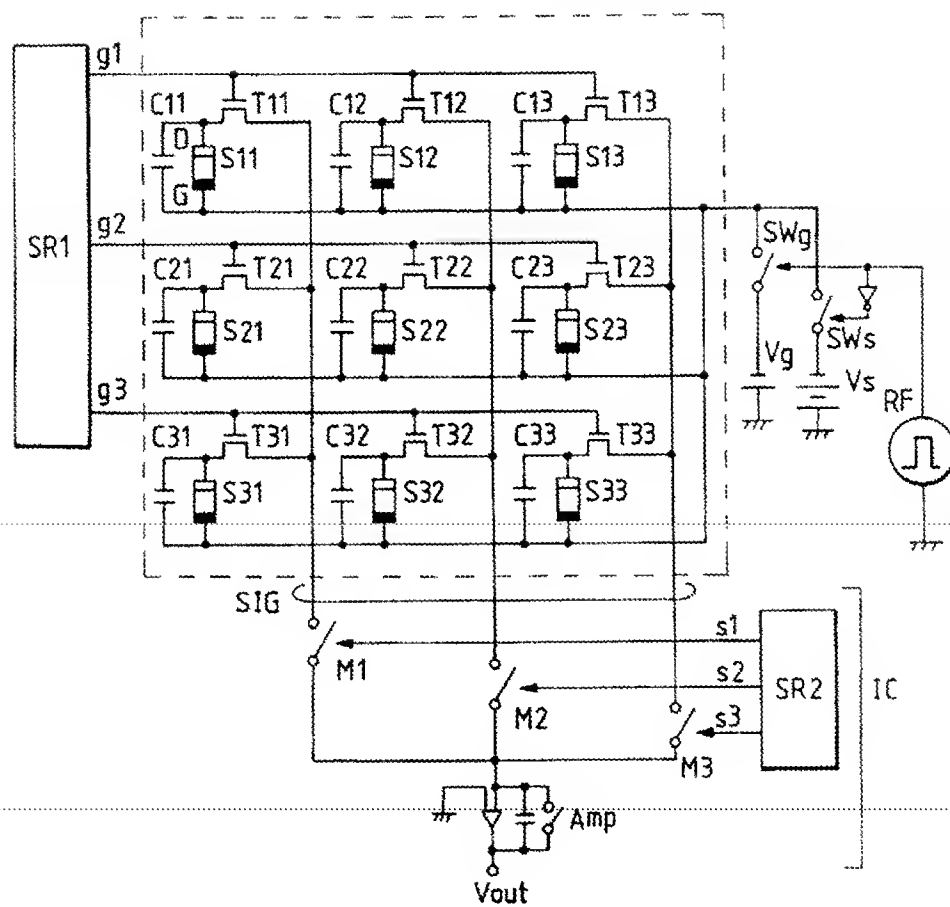 g1
C11 T11 C12 T12 C13 T13
D
S11 S12 S13
G
g2
SR1
SWg
C21 T21 C22 T22 C23 T23
S21 S22 S23
SWs
Vg
Vs
g3
RF
C31 T31 C32 T32 C33 T33
S31 S32 S33
SIG
s1
M1
s2
SR2
IC
M2
s3
M3
Amp
Vout